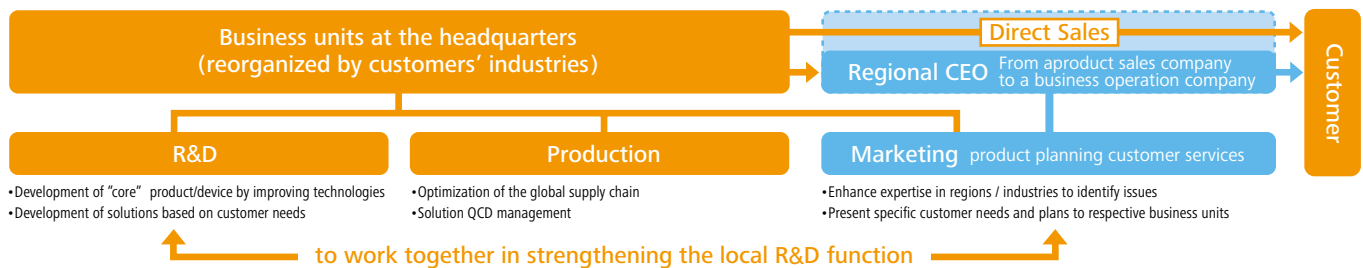 Business units at the headquarters
(reorganized by customers’ industries)
Direct Sales
Regional CEO From aproduct sales company
to a business operation company
Customer
R&D
Production
Marketing product planning customer services
•Development of “core” product/device by improving technologies
•Development of solutions based on customer needs
•Optimization of the global supply chain
•Solution QCD management
•Enhance expertise in regions / industries to identify issues
•Present specific customer needs and plans to respective business units
to work together in strengthening the local R&D function